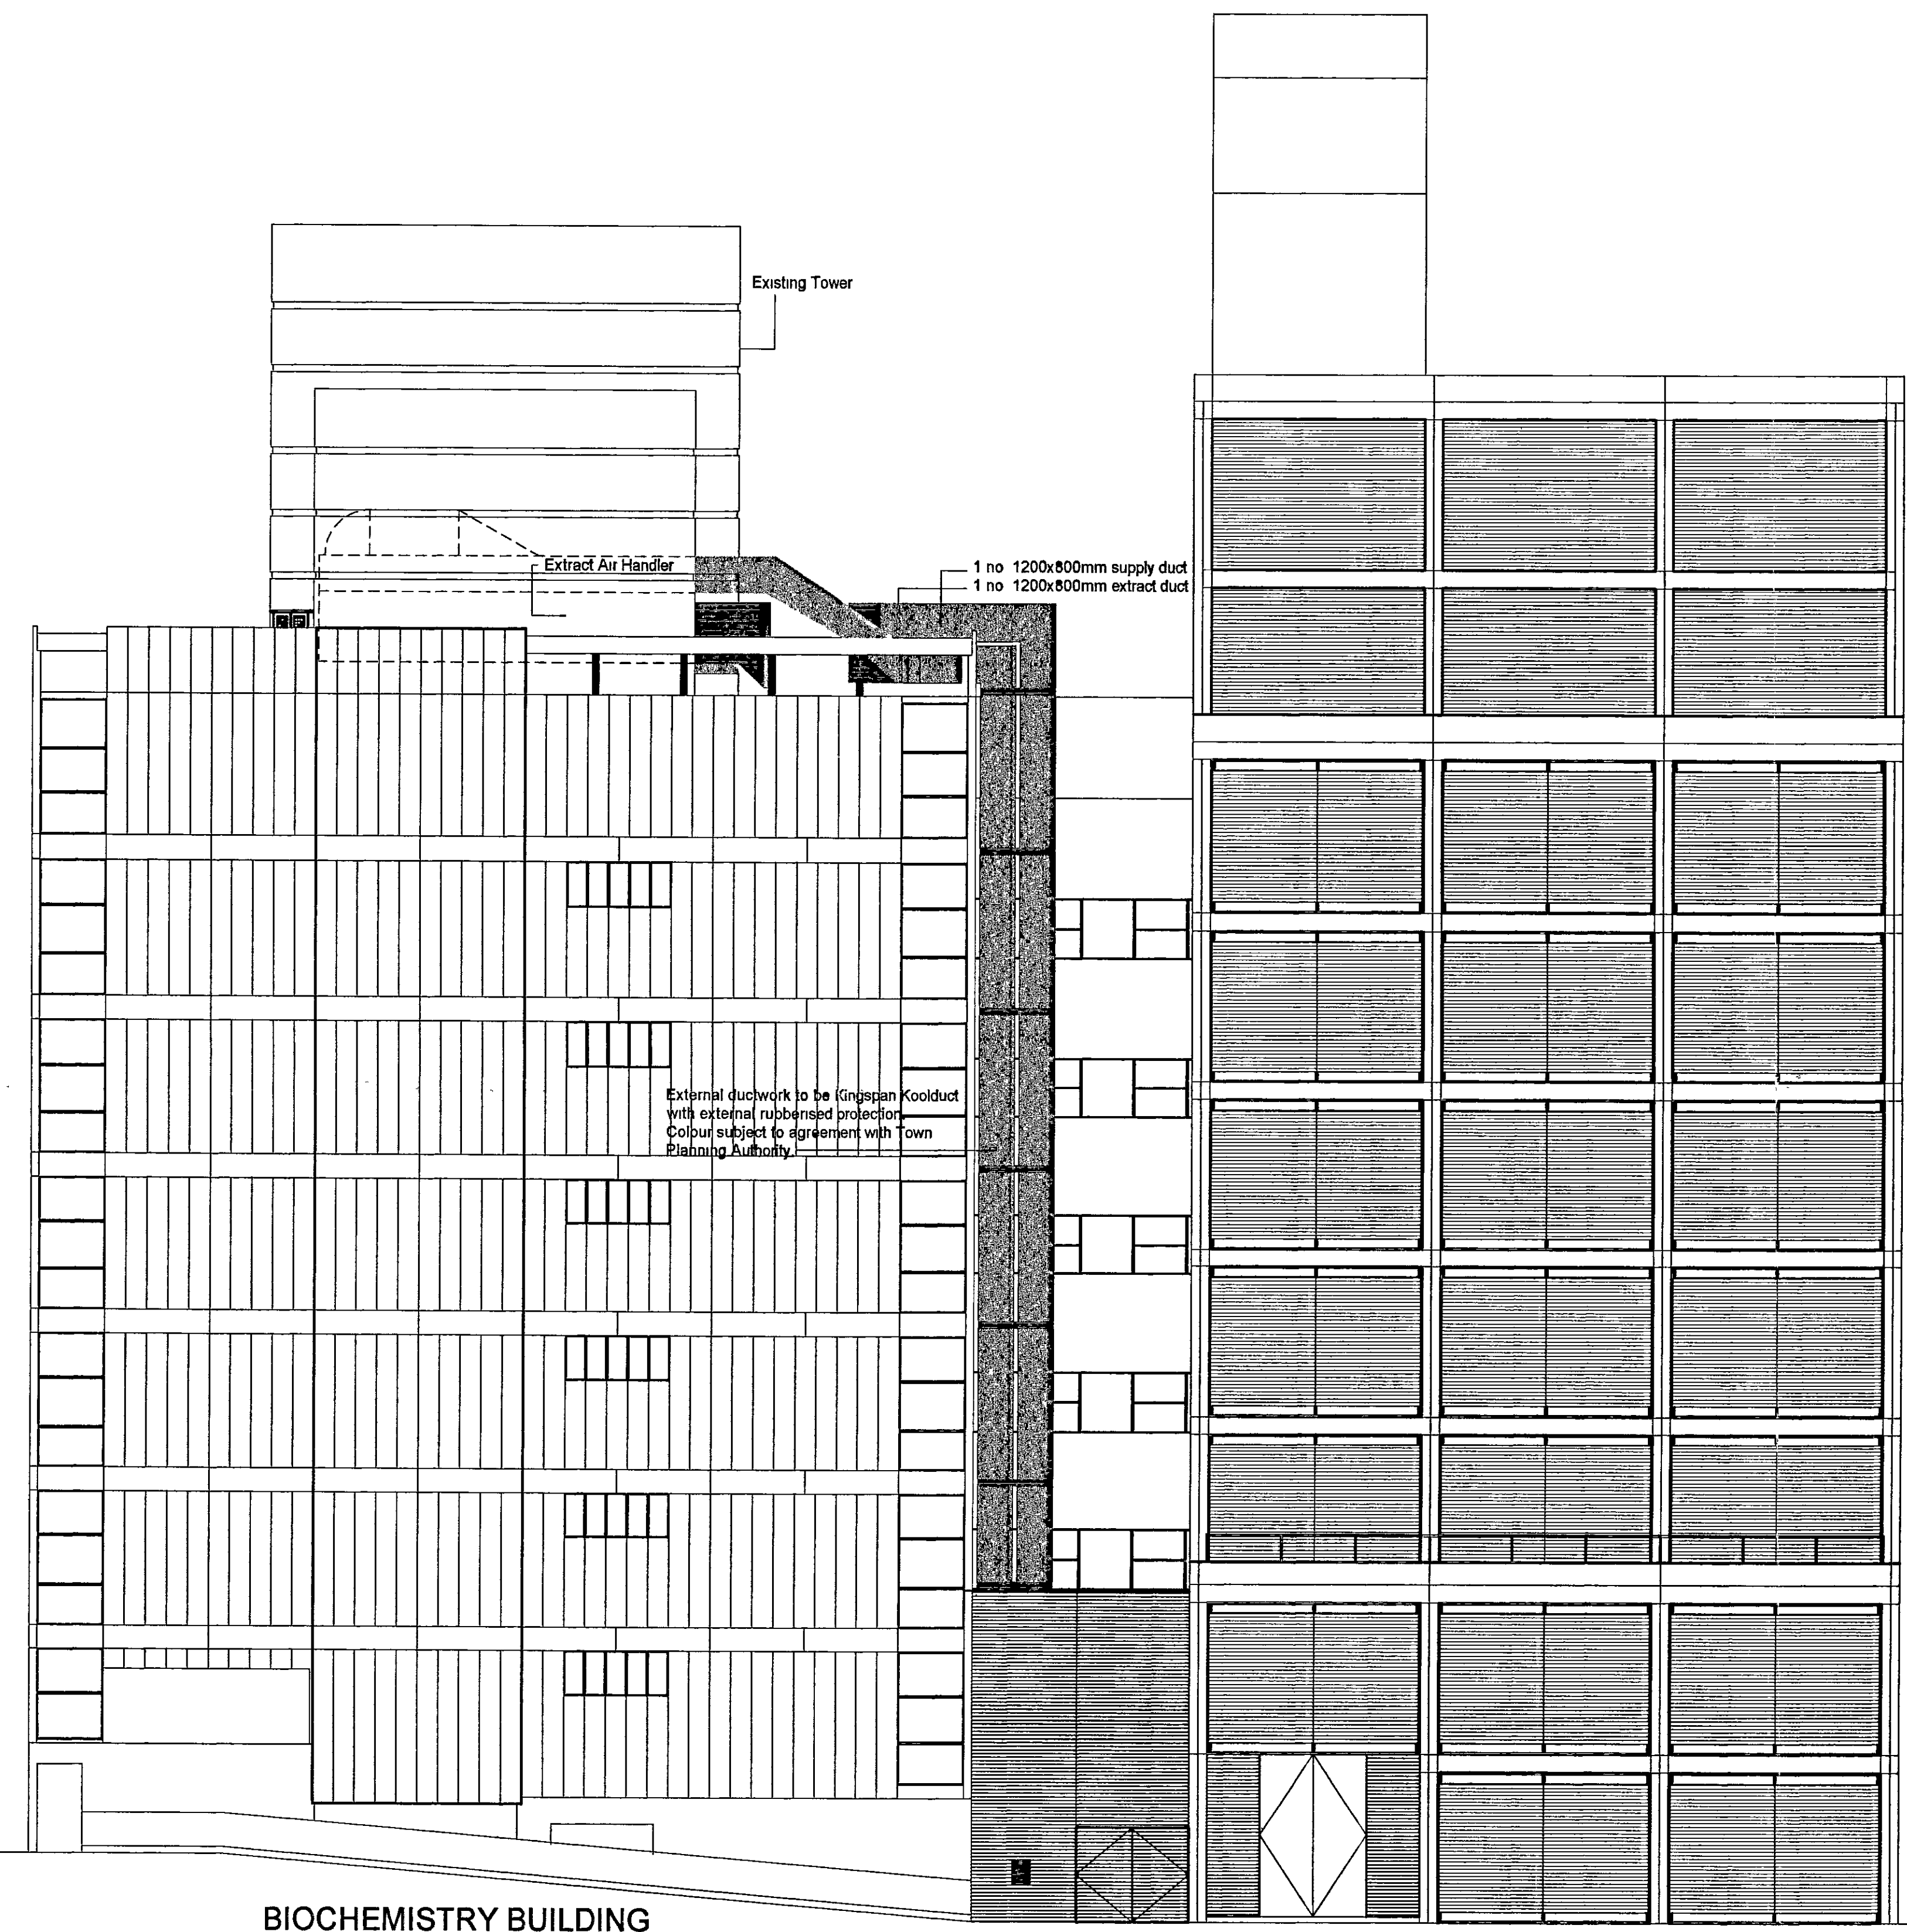 Existing Tower
Extract Air Handler
1 no 1200x800mm supply duct
1 no 1200x800mm extract duct
External ductwork to be Kingspan Koolduct
with external rubberised protection.
Colour subject to agreement with Town
Planning Authority.
BIOCHEMISTRY BUILDING